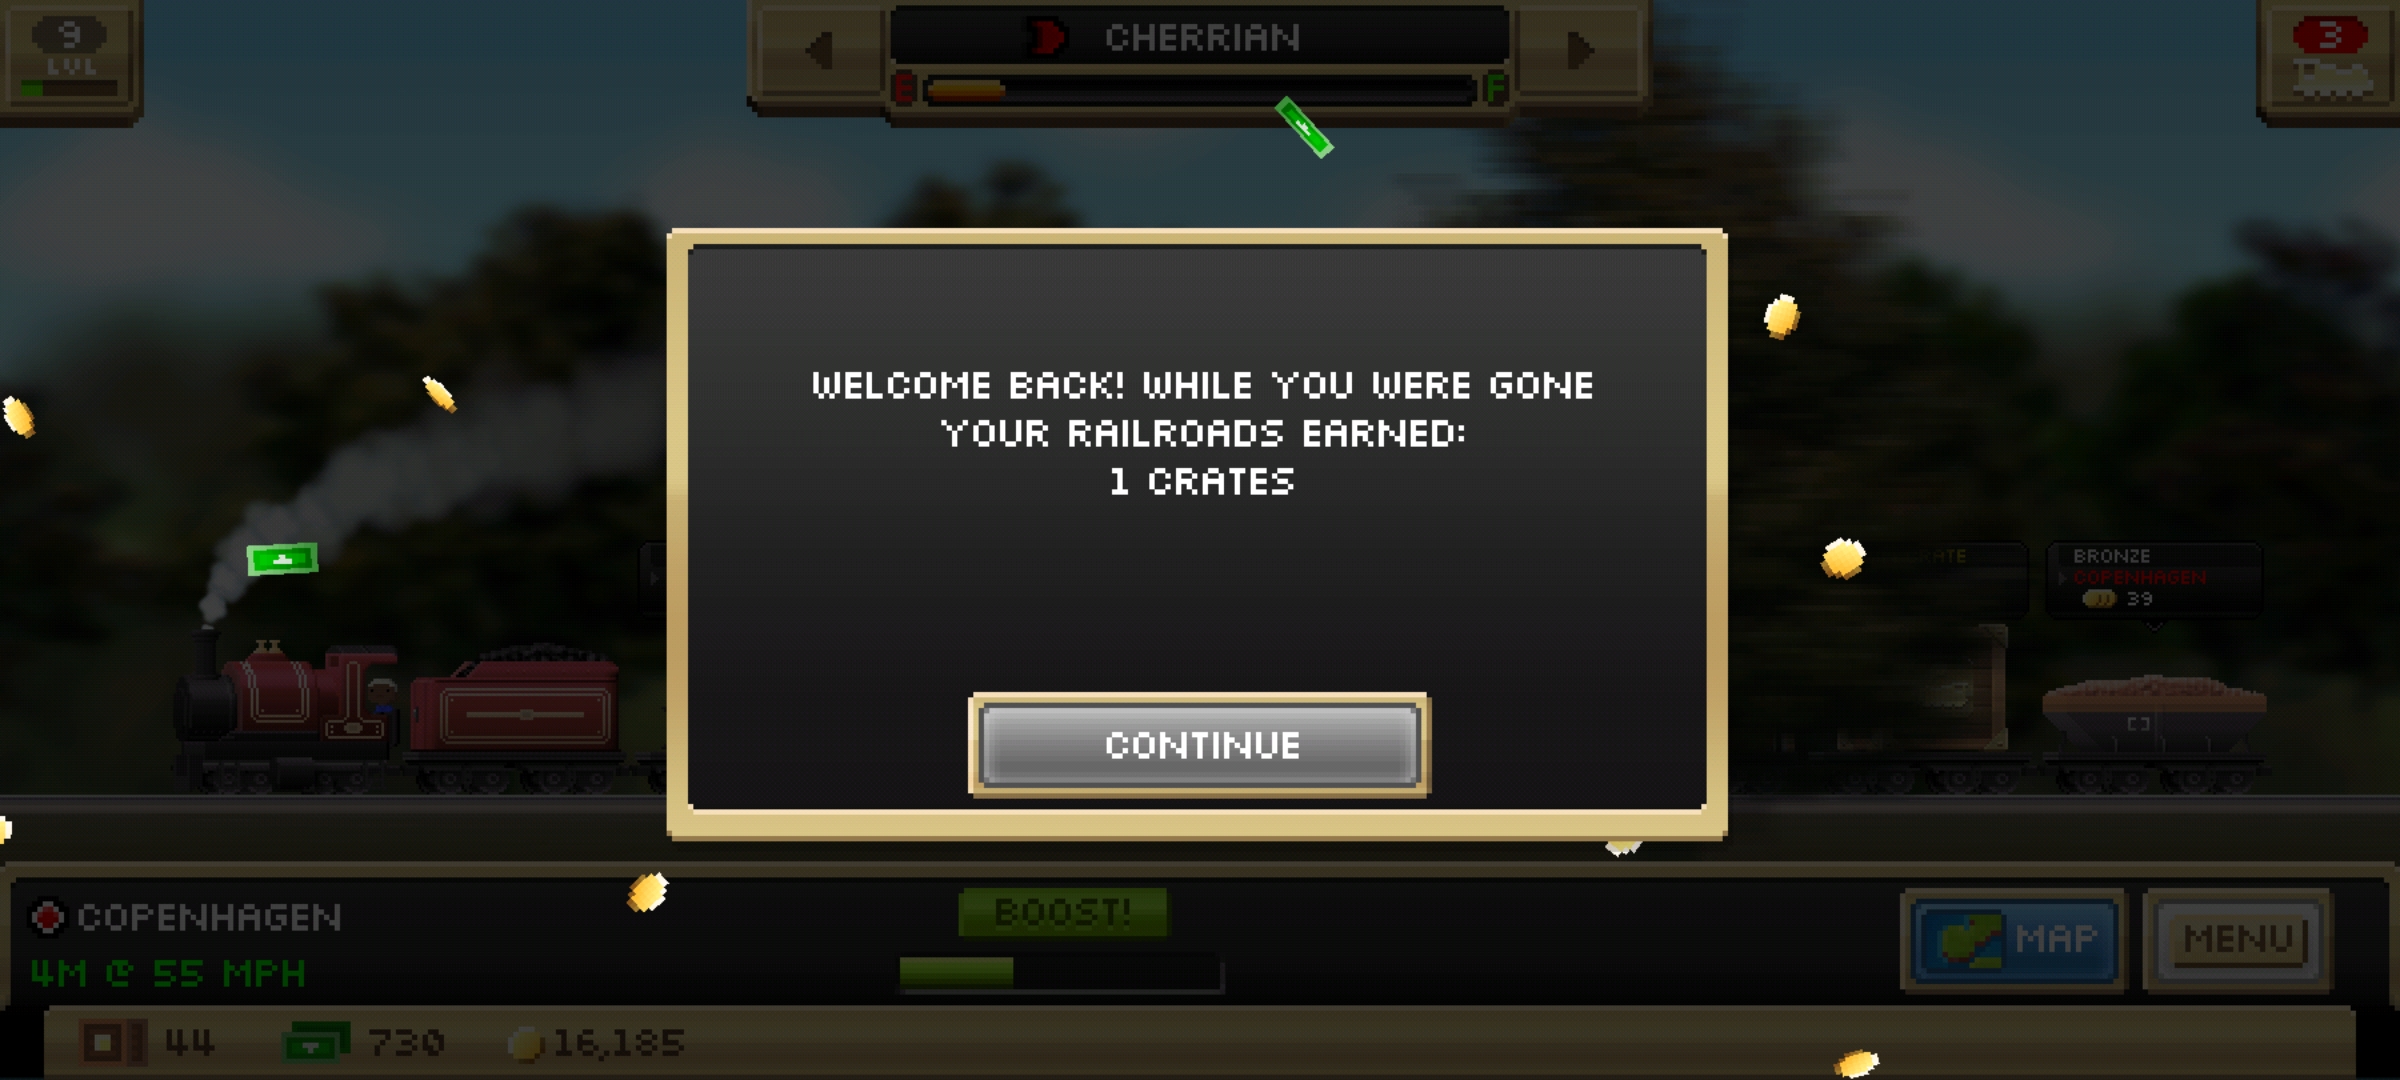 9
LVL
CHERRIAN
E F
3
WELCOME BACK! WHILE YOU WERE GONE
YOUR RAILROADS EARNED:
1 CRATES
BRONZE
COPENHAGEN
39
CONTINUE
COPENHAGEN
4M @ 55 MPH
BOOST!
MAP
MENU
44 730 16,185